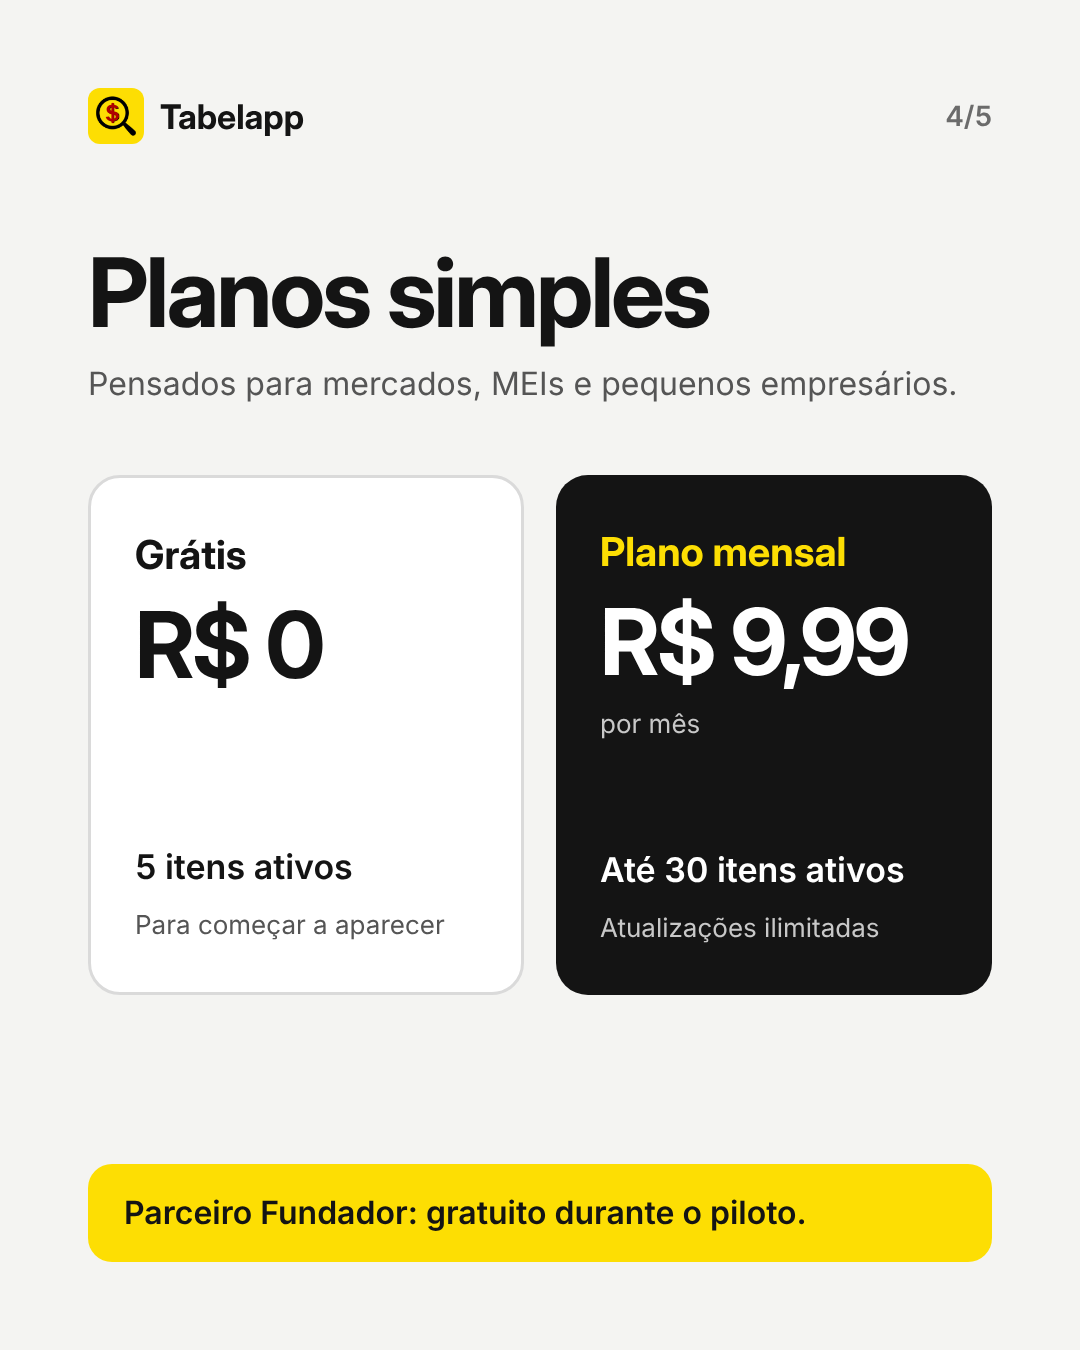 $
Tabelapp
4/5
Planos simples
Pensados para mercados, MEIs e pequenos empresários.
Grátis
R$ 0
5 itens ativos
Para começar a aparecer
Plano mensal
R$ 9,99
por mês
Até 30 itens ativos
Atualizações ilimitadas
Parceiro Fundador: gratuito durante o piloto.